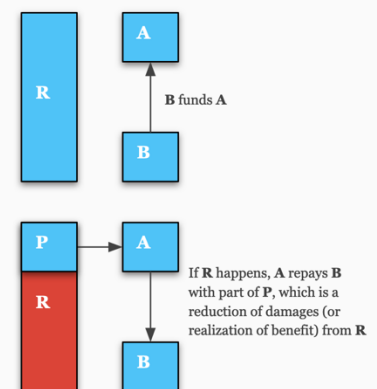 A
R
B funds A
B
P
A
R
If R happens, A repays B
with part of P, which is a
reduction of damages (or
realization of benefit) from R
B